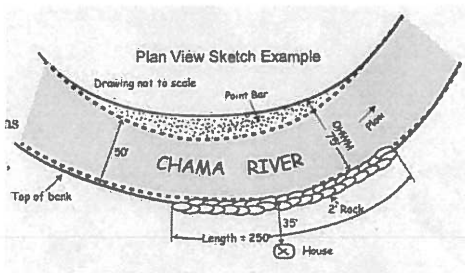 Plan View Sketch Example
Drawing not to scale
Point Bar
ns
50'
CHAMA RIVER
OHWM
75'
Flow
Top of bank
2' Rock
35'
Length = 250'
X House